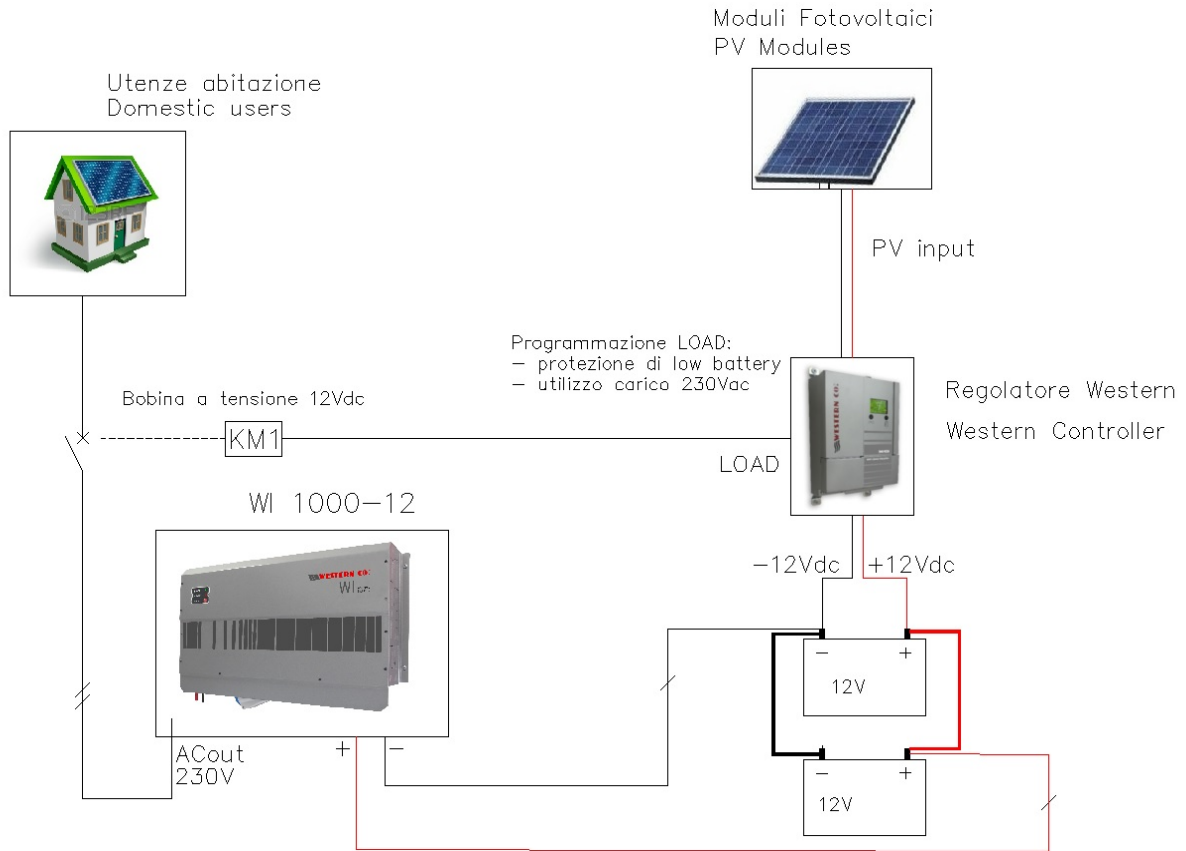 Moduli Fotovoltaici
PV Modules
Utenze abitazione
Domestic users
PV input
Programmazione LOAD:
– protezione di low battery
– utilizzo carico 230Vac
Bobina a tensione 12Vdc
KM1
LOAD
WESTERN CO.
Regolatore Western
Western Controller
WI 1000–12
WESTERN CO.
WI
–12Vdc
+12Vdc
– +
12V
ACout
230V
+ –
– +
12V